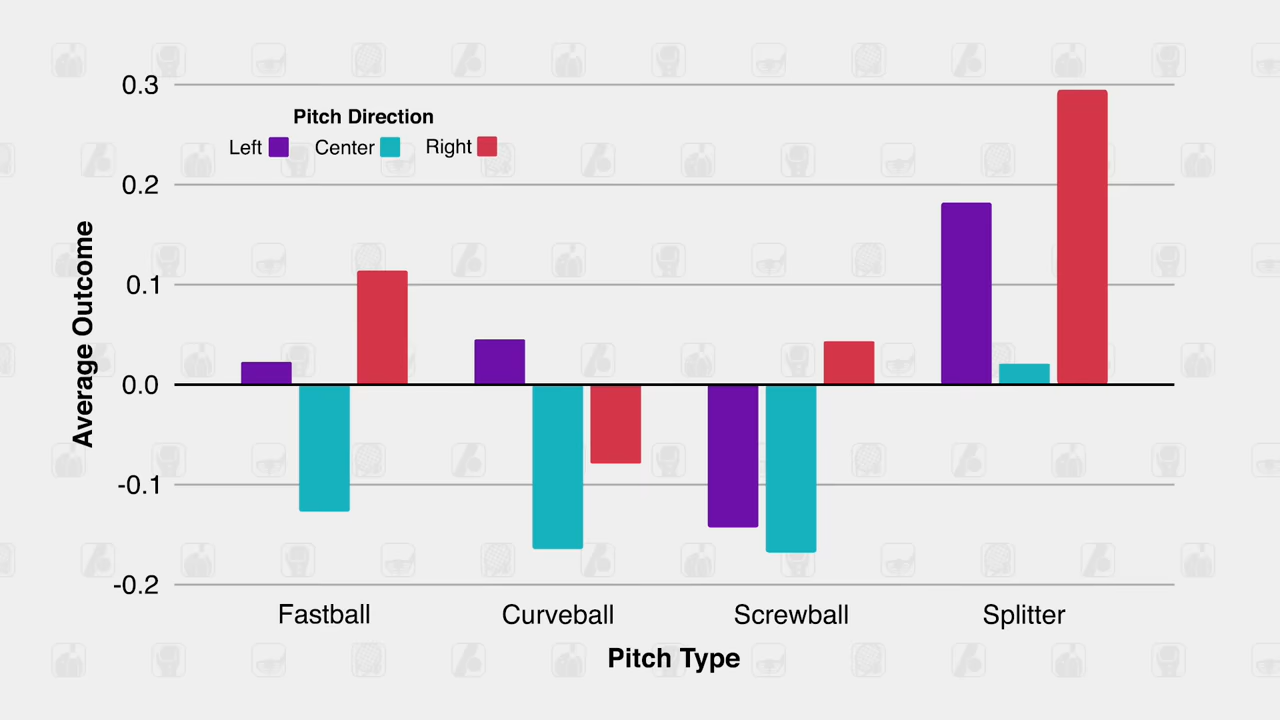 0.3
Pitch Direction
Left Center Right
0.2
0.1
0.0
-0.1
-0.2
Average Outcome
Fastball Curveball Screwball Splitter
Pitch Type